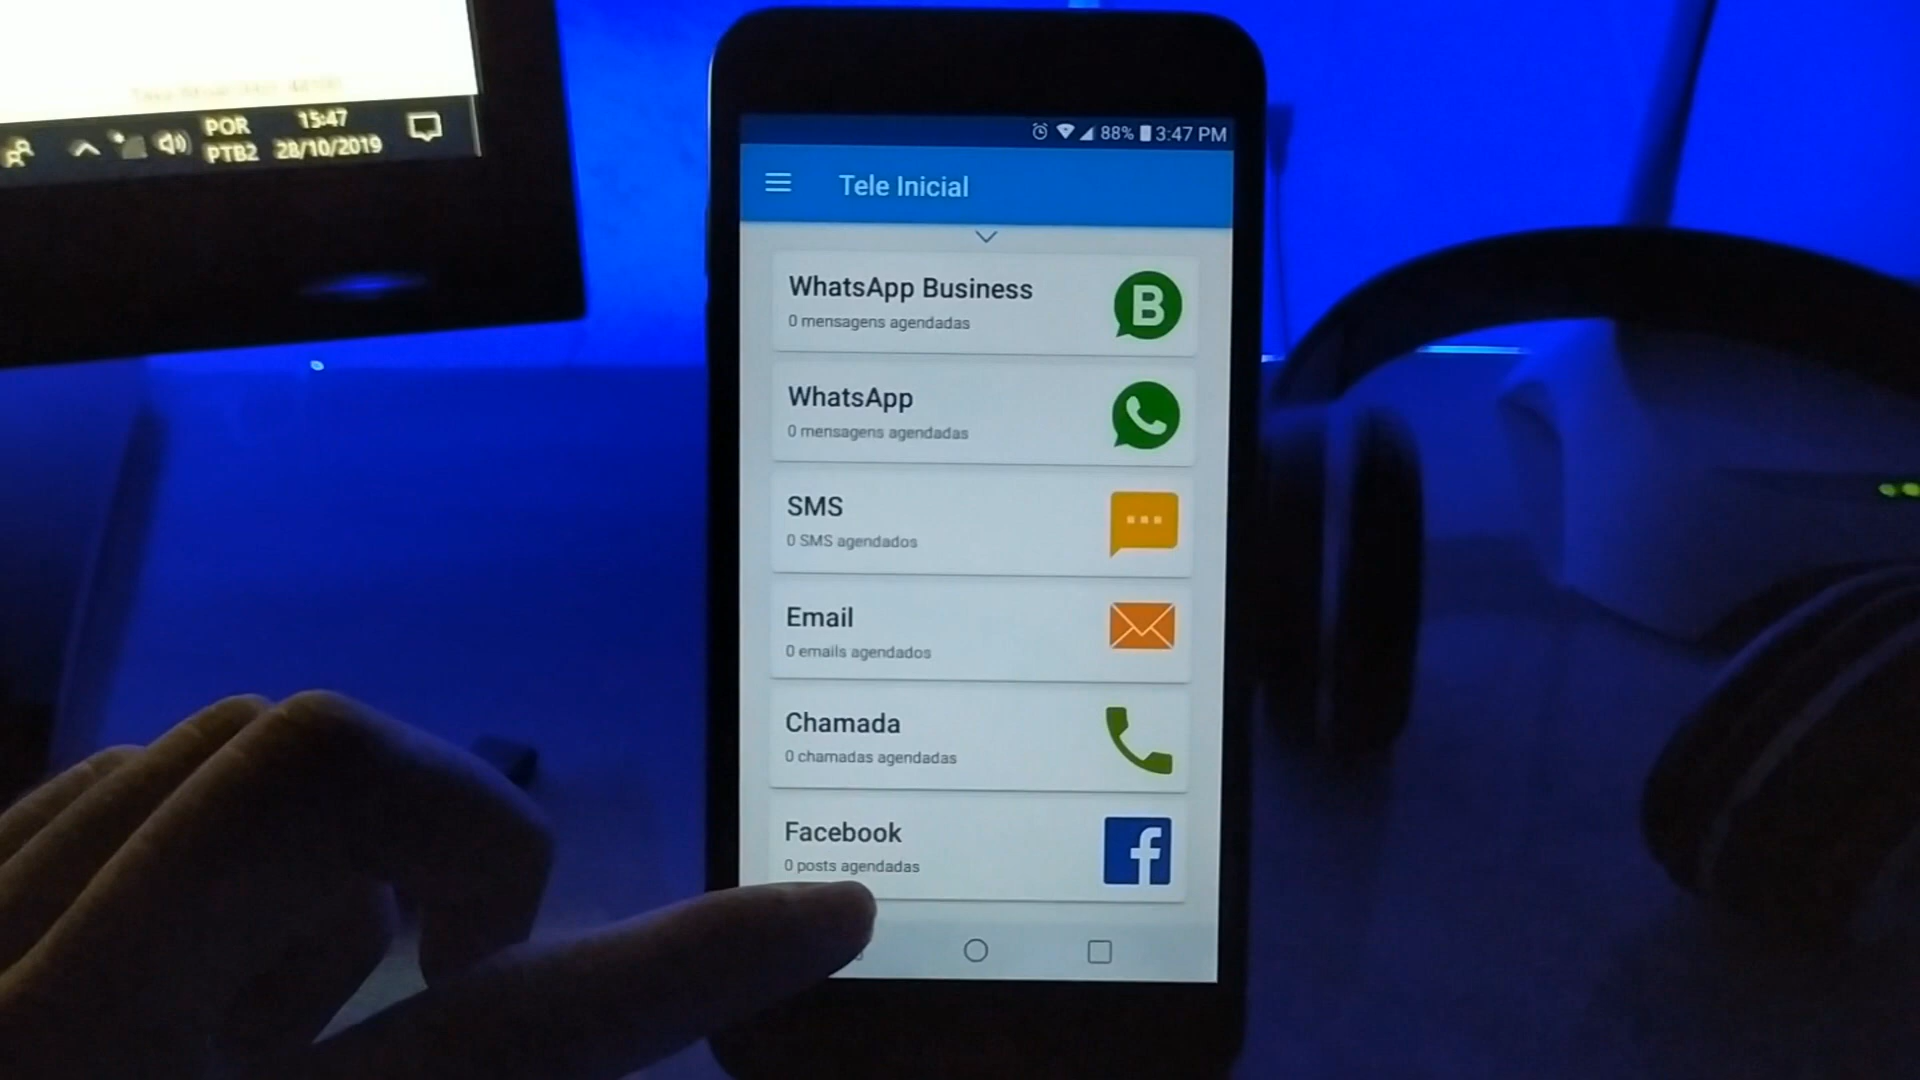 POR
PTB2
15:47
28/10/2019
88%
3:47 PM
Tele Inicial
WhatsApp Business
0 mensagens agendadas
B
WhatsApp
0 mensagens agendadas
SMS
0 SMS agendados
Email
0 emails agendados
Chamada
0 chamadas agendadas
Facebook
0 posts agendadas
f